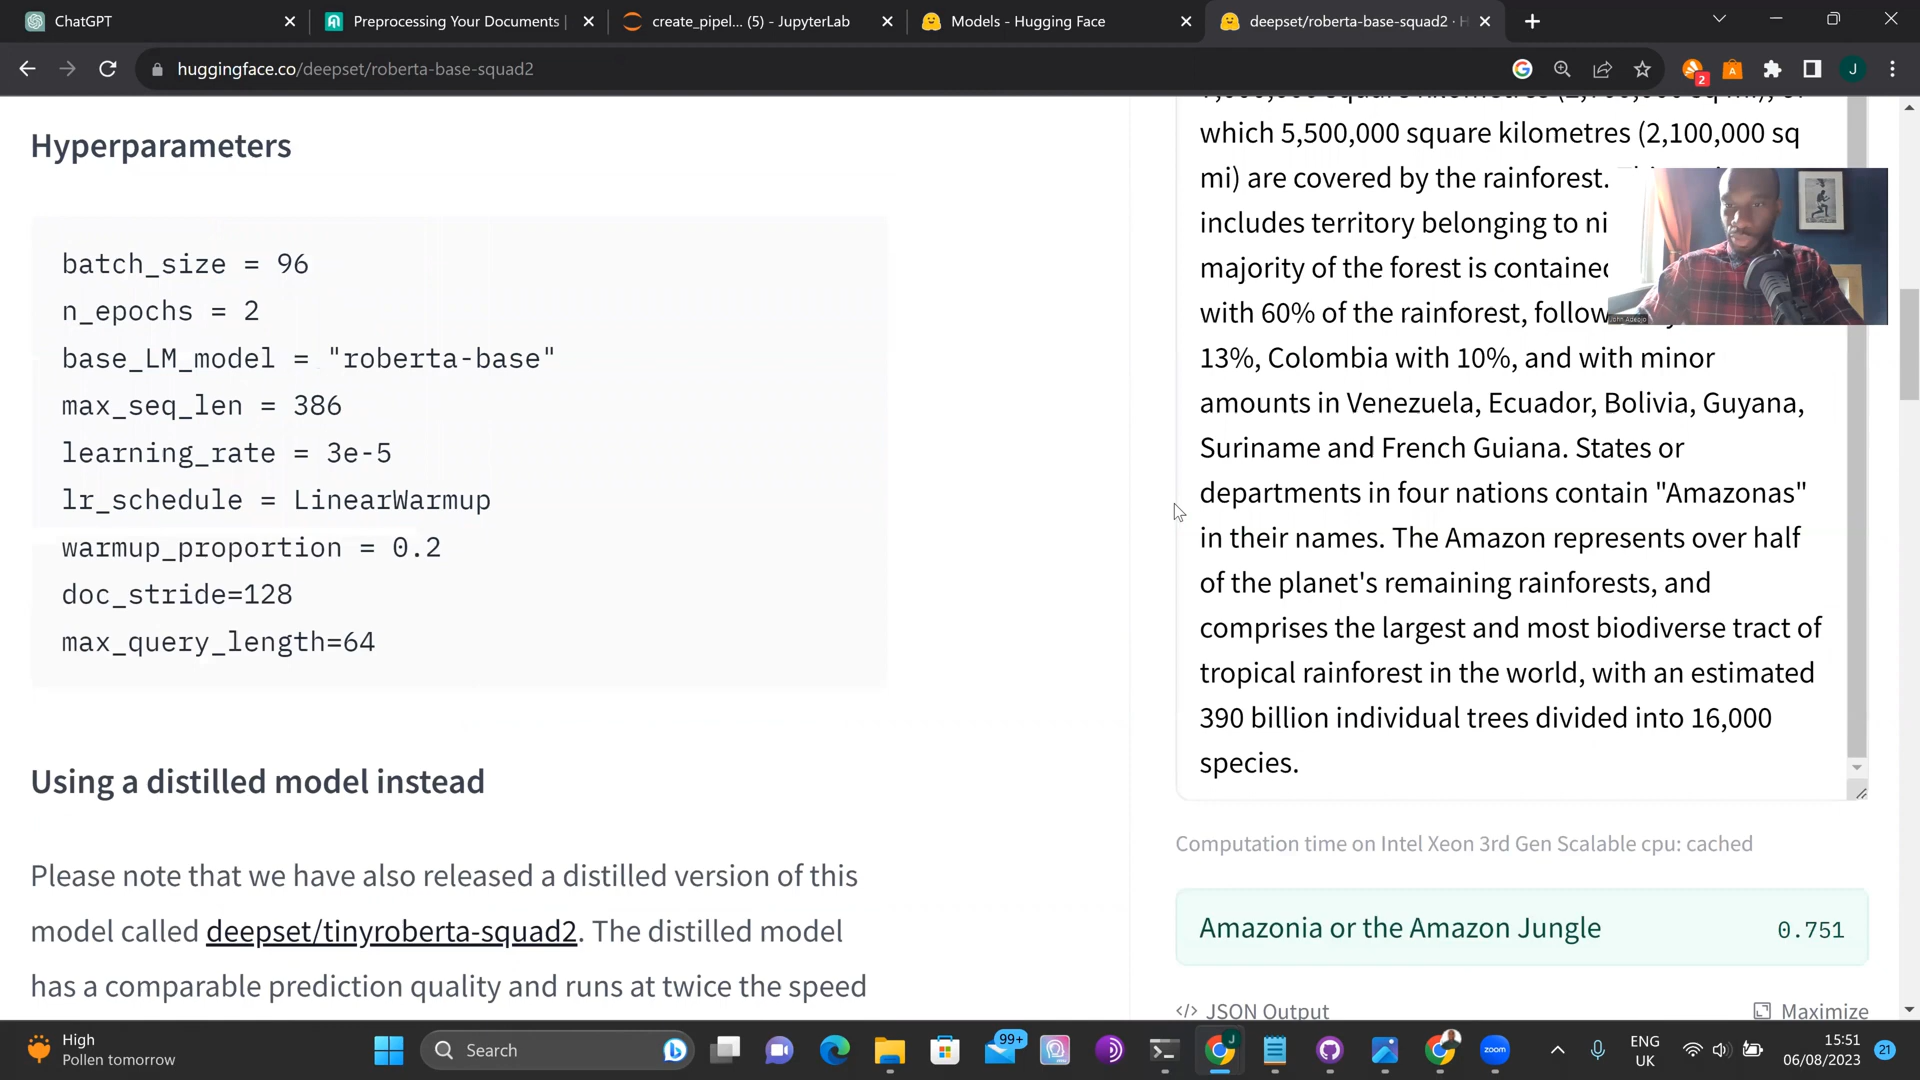 ChatGPT
Preprocessing Your Documents
create_pipel... (5) - JupyterLab
Models - Hugging Face
deepset/roberta-base-squad2 · H
huggingface.co/deepset/roberta-base-squad2
2
A
J
Hyperparameters
batch_size = 96
n_epochs = 2
base_LM_model = "roberta-base"
max_seq_len = 386
learning_rate = 3e-5
lr_schedule = LinearWarmup
warmup_proportion = 0.2
doc_stride=128
max_query_length=64
Using a distilled model instead
Please note that we have also released a distilled version of this
model called deepset/tinyroberta-squad2. The distilled model
has a comparable prediction quality and runs at twice the speed
which 5,500,000 square kilometres (2,100,000 sq
mi) are covered by the rainforest.
includes territory belonging to ni
majority of the forest is contained
with 60% of the rainforest, follow
13%, Colombia with 10%, and with minor
amounts in Venezuela, Ecuador, Bolivia, Guyana,
Suriname and French Guiana. States or
departments in four nations contain "Amazonas"
in their names. The Amazon represents over half
of the planet's remaining rainforests, and
comprises the largest and most biodiverse tract of
tropical rainforest in the world, with an estimated
390 billion individual trees divided into 16,000
species.
John Adeojo
Computation time on Intel Xeon 3rd Gen Scalable cpu: cached
Amazonia or the Amazon Jungle 0.751
</> JSON Output
Maximize
High
Pollen tomorrow
Search
99+
J
zoom
ENG
UK
15:51
06/08/2023
21